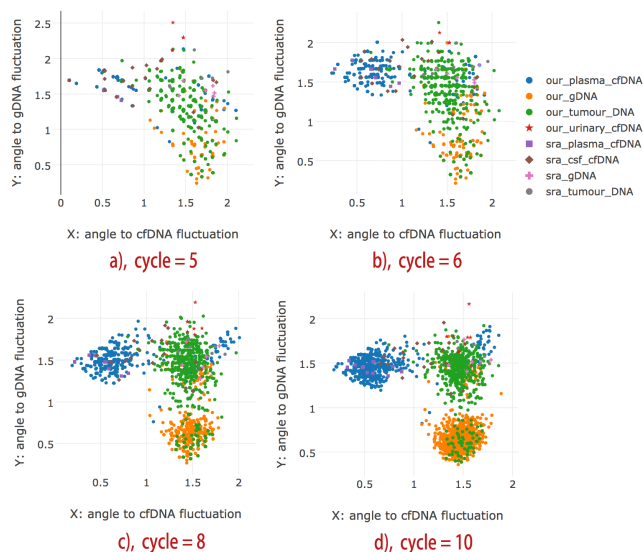 2.5
2
1.5
1
0.5
0
0.5
1
1.5
2
Y: angle to gDNA fluctuation
X: angle to cfDNA fluctuation
a), cycle = 5
2
1.5
1
0.5
0.5
1
1.5
2
Y: angle to gDNA fluctuation
X: angle to cfDNA fluctuation
b), cycle = 6
our_plasma_cfDNA
our_gDNA
our_tumour_DNA
our_urinary_cfDNA
sra_plasma_cfDNA
sra_csf_cfDNA
sra_gDNA
sra_tumour_DNA
2
1.5
1
0.5
0.5
1
1.5
2
Y: angle to gDNA fluctuation
X: angle to cfDNA fluctuation
c), cycle = 8
2
1.5
1
0.5
0.5
1
1.5
2
Y: angle to gDNA fluctuation
X: angle to cfDNA fluctuation
d), cycle = 10